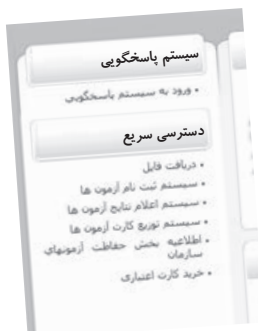 سیستم پاسخگویی
• ورود به سیستم پاسخگویی
دسترسی سریع
• دریافت فایل
• سیستم ثبت نام آزمون ها
• سیستم اعلام نتایج آزمون ها
• سیستم توزیع کارت آزمون ها
• اطلاعیه بخش حفاظت آزمونهای
سازمان
• خرید کارت اعتباری